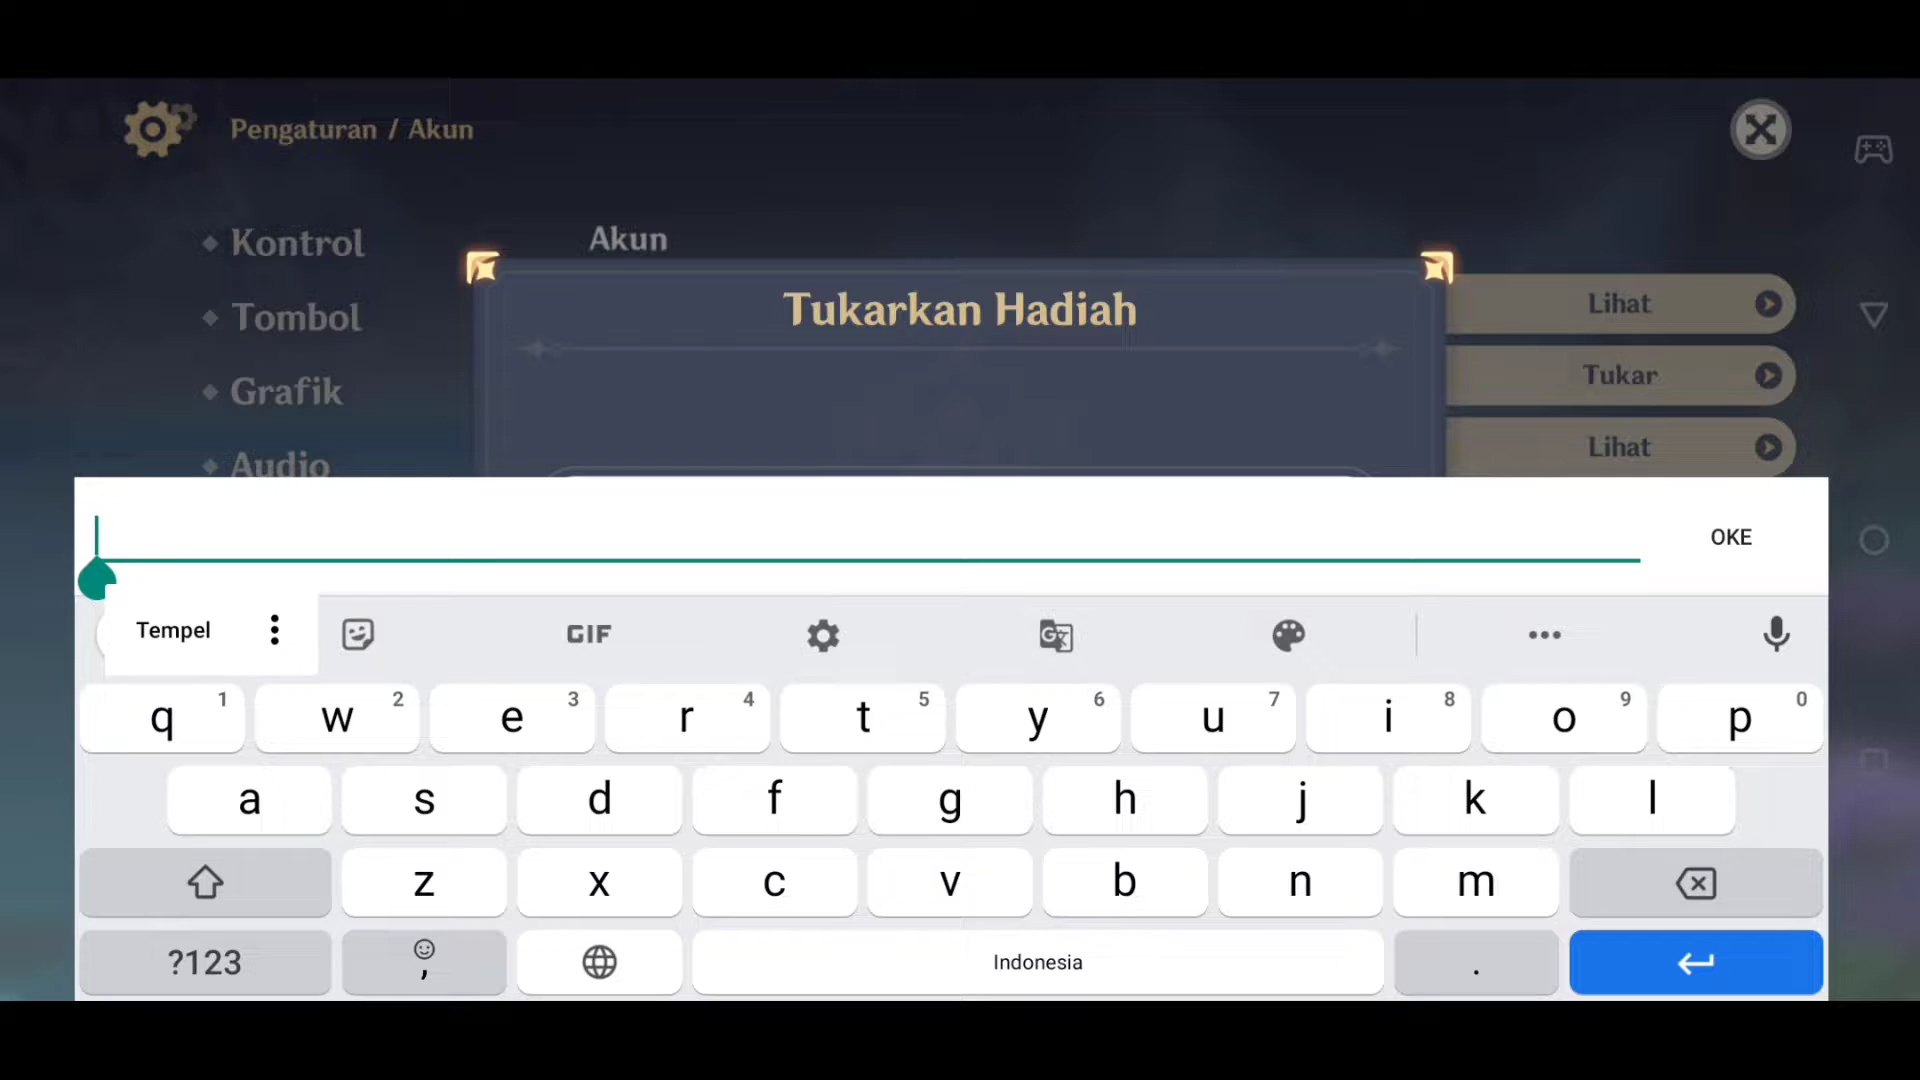 Pengaturan / Akun
Kontrol
Tombol
Grafik
Audio
Akun
Tukarkan Hadiah
Lihat
Tukar
Lihat
OKE
Tempel
GIF
q 1 w 2 e 3 r 4 t 5 y 6 u 7 i 8 o 9 p 0
a s d f g h j k l
z x c v b n m
?123 , Indonesia .